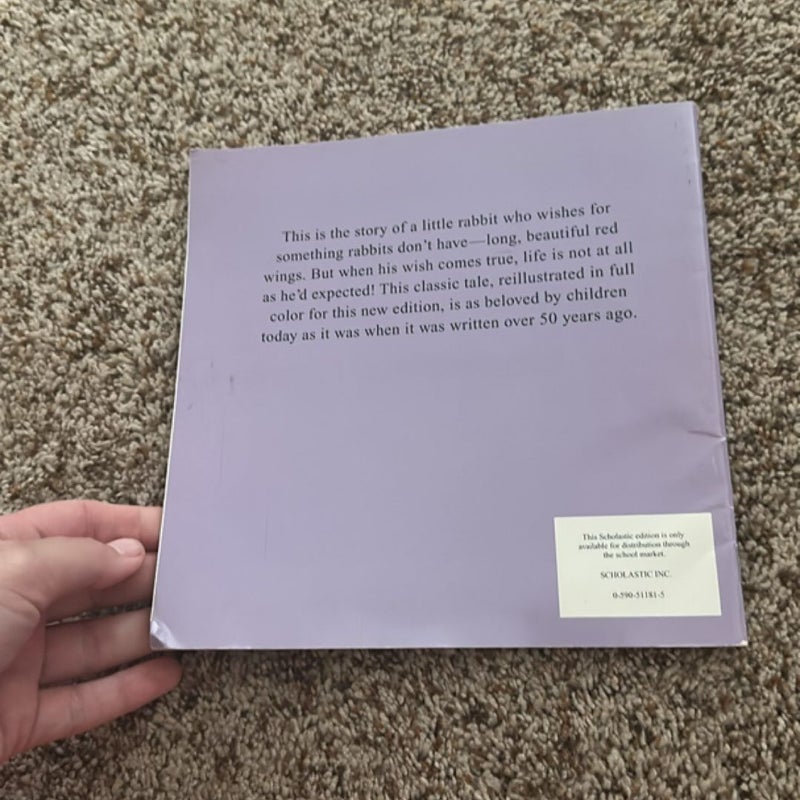 This is the story of a little rabbit who wishes for
something rabbits don't have—long, beautiful red
wings. But when his wish comes true, life is not at all
as he'd expected! This classic tale, reillustrated in full
color for this new edition, is as beloved by children
today as it was when it was written over 50 years ago.
This Scholastic edition is only
available for distribution through
the school market.
SCHOLASTIC INC.
0-590-51181-5